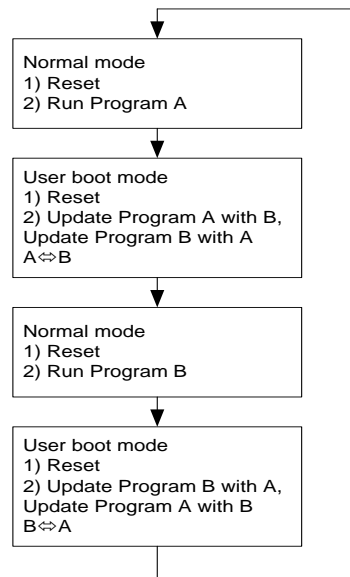 Normal mode
1) Reset
2) Run Program A
User boot mode
1) Reset
2) Update Program A with B,
Update Program B with A
A⇔B
Normal mode
1) Reset
2) Run Program B
User boot mode
1) Reset
2) Update Program B with A,
Update Program A with B
B⇔A